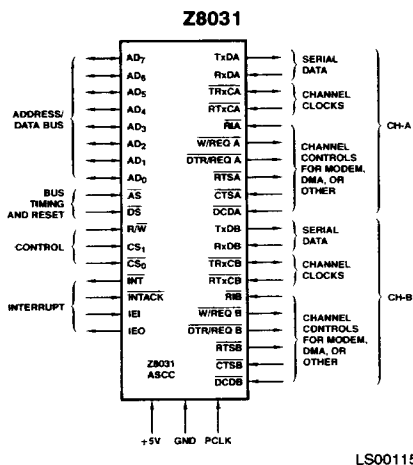 Z8031
AD7
AD6
AD5
AD4
AD3
AD2
AD1
AD0
AS
DS
R/W
CS1
CS0
INT
INTACK
IEI
IEO
ADDRESS/
DATA BUS
BUS
TIMING
AND RESET
CONTROL
INTERRUPT
TxDA
RxDA
TRxCA
RTxCA
RIA
W/REQ A
DTR/REQ A
RTSA
CTSA
DCDA
TxDB
RxDB
TRxCB
RTxCB
RIB
W/REQ B
DTR/REQ B
RTSB
CTSB
DCDB
SERIAL
DATA
CHANNEL
CLOCKS
CHANNEL
CONTROLS
FOR MODEM,
DMA, OR
OTHER
CH-A
SERIAL
DATA
CHANNEL
CLOCKS
CHANNEL
CONTROLS
FOR MODEM,
DMA, OR
OTHER
CH-B
Z8031
ASCC
+5V GND PCLK
LS00115